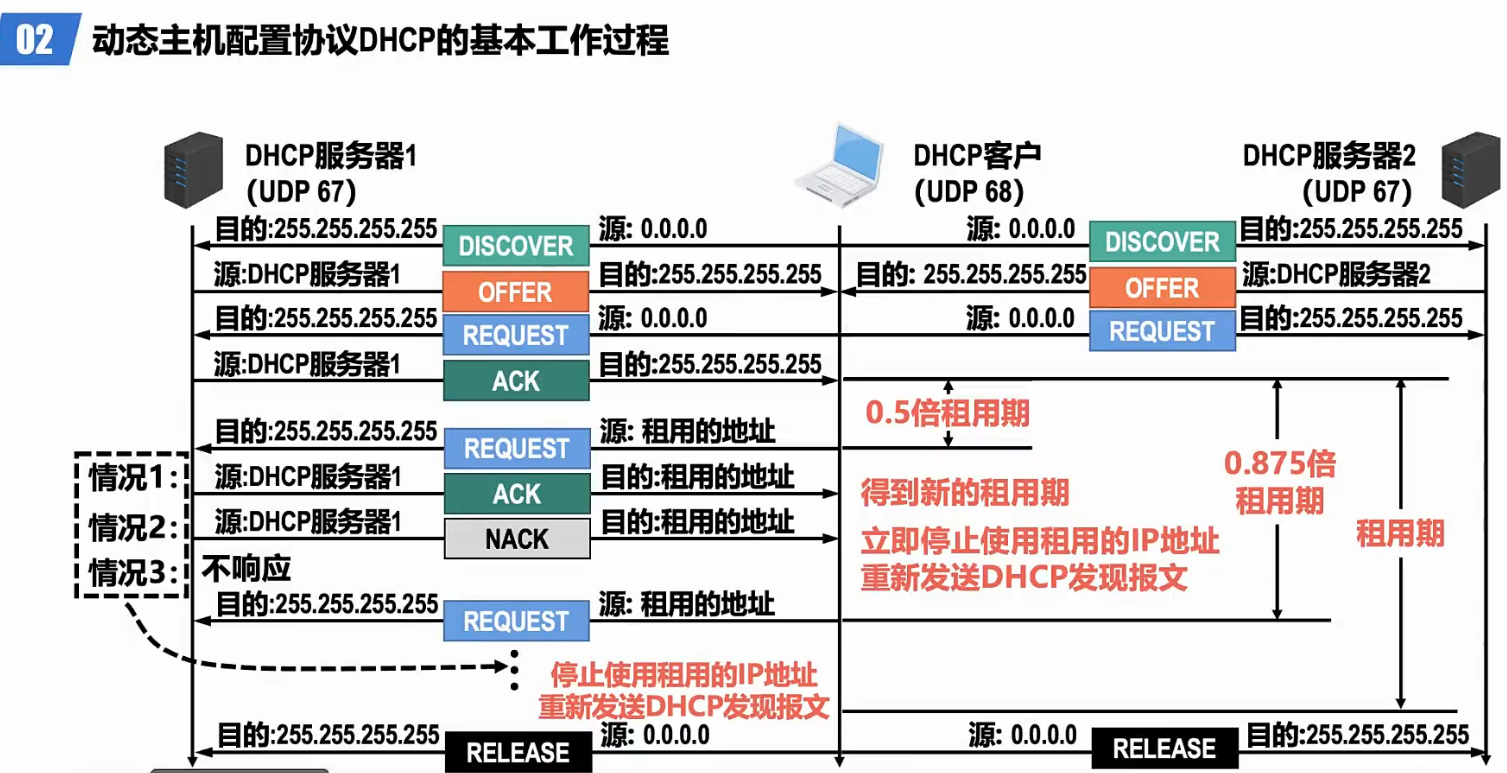 02 动态主机配置协议DHCP的基本工作过程
DHCP服务器1
(UDP 67)
DHCP客户
(UDP 68)
DHCP服务器2
(UDP 67)
目的:255.255.255.255 DISCOVER 源: 0.0.0.0 源: 0.0.0.0 DISCOVER 目的:255.255.255.255
源:DHCP服务器1 OFFER 目的:255.255.255.255 目的: 255.255.255.255 OFFER 源:DHCP服务器2
目的:255.255.255.255 REQUEST 源: 0.0.0.0 源: 0.0.0.0 REQUEST 目的:255.255.255.255
源:DHCP服务器1 ACK 目的:255.255.255.255
0.5倍租用期
目的:255.255.255.255 REQUEST 源: 租用的地址
0.875倍
租用期
情况1: 源:DHCP服务器1 ACK 目的:租用的地址 得到新的租用期
情况2: 源:DHCP服务器1 NACK 目的:租用的地址
立即停止使用租用的IP地址
重新发送DHCP发现报文
租用期
情况3: 不响应
目的:255.255.255.255 REQUEST 源: 租用的地址
停止使用租用的IP地址
重新发送DHCP发现报文
目的:255.255.255.255 RELEASE 源: 0.0.0.0 源: 0.0.0.0 RELEASE 目的:255.255.255.255